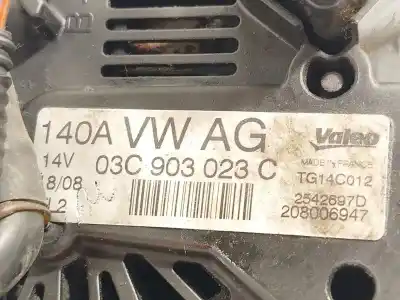 140A VW AG
Valeo
14V 03C 903 023 C
MADE IN FRANCE
TG14C012
18/08
2542697D
208006947